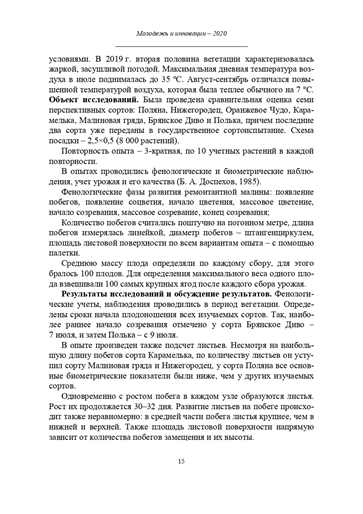 Молодежь и инновации – 2020
условиями. В 2019 г. вторая половина вегетации характеризовалась
жаркой, засушливой погодой. Максимальная дневная температура воз-
духа в июле поднималась до 35 ºС. Август-сентябрь отличался повы-
шенной температурой воздуха, которая была теплее обычного на 7 ºС.
Объект исследований. Была проведена сравнительная оценка семи
перспективных сортов: Поляна, Нижегородец, Оранжевое Чудо, Кара-
мелька, Малиновая гряда, Брянское Диво и Полька, причем последние
два сорта уже переданы в государственное сортоиспытание. Схема
посадки – 2,5×0,5 (8 000 растений).
Повторность опыта – 3-кратная, по 10 учетных растений в каждой
повторности.
В опытах проводились фенологические и биометрические наблю-
дения, учет урожая и его качества (Б. А. Доспехов, 1985).
Фенологические фазы развития ремонтантной малины: появление
побегов, появление соцветия, начало цветения, массовое цветение,
начало созревания, массовое созревание, конец созревания;
Количество побегов считались поштучно на погонном метре, длина
побегов измерялась линейкой, диаметр побегов – штангенциркулем,
площадь листовой поверхности по всем вариантам опыта – с помощью
палетки.
Среднюю массу плода определяли по каждому сбору, для этого
бралось 100 плодов. Для определения максимального веса одного пло-
да взвешивали 100 самых крупных ягод после каждого сбора урожая.
Результаты исследований и обсуждение результатов. Фенологи-
ческие учеты, наблюдения проводились в период вегетации. Опреде-
лены сроки начала плодоношения всех изучаемых сортов. Так, наибо-
лее раннее начало созревания отмечено у сорта Брянское Диво –
7 июля, и затем Полька – с 9 июля.
В опыте произведен также подсчет листьев. Несмотря на наиболь-
шую длину побегов сорта Карамелька, по количеству листьев он усту-
пил сорту Малиновая гряда и Нижегородец, у сорта Поляна все основ-
ные биометрические показатели были ниже, чем у других изучаемых
сортов.
Одновременно с ростом побега в каждом узле образуются листья.
Рост их продолжается 30–32 дня. Развитие листьев на побеге происхо-
дит также неравномерно: в средней части побега листья крупнее, чем в
нижней и верхней. Также площадь листовой поверхности напрямую
зависит от количества побегов замещения и их высоты.
15